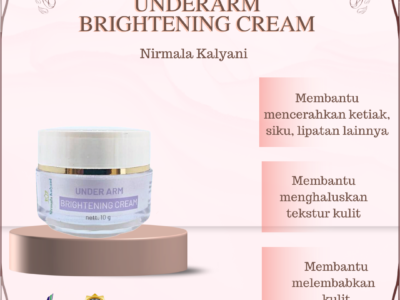 UNDERARM
BRIGHTENING CREAM
Nirmala Kalyani
Membantu
mencerahkan ketiak,
siku, lipatan lainnya
UNDER ARM
BRIGHTENING CREAM
10 g
Membantu
menghaluskan
tekstur kulit
Membantu
melembabkan
kulit